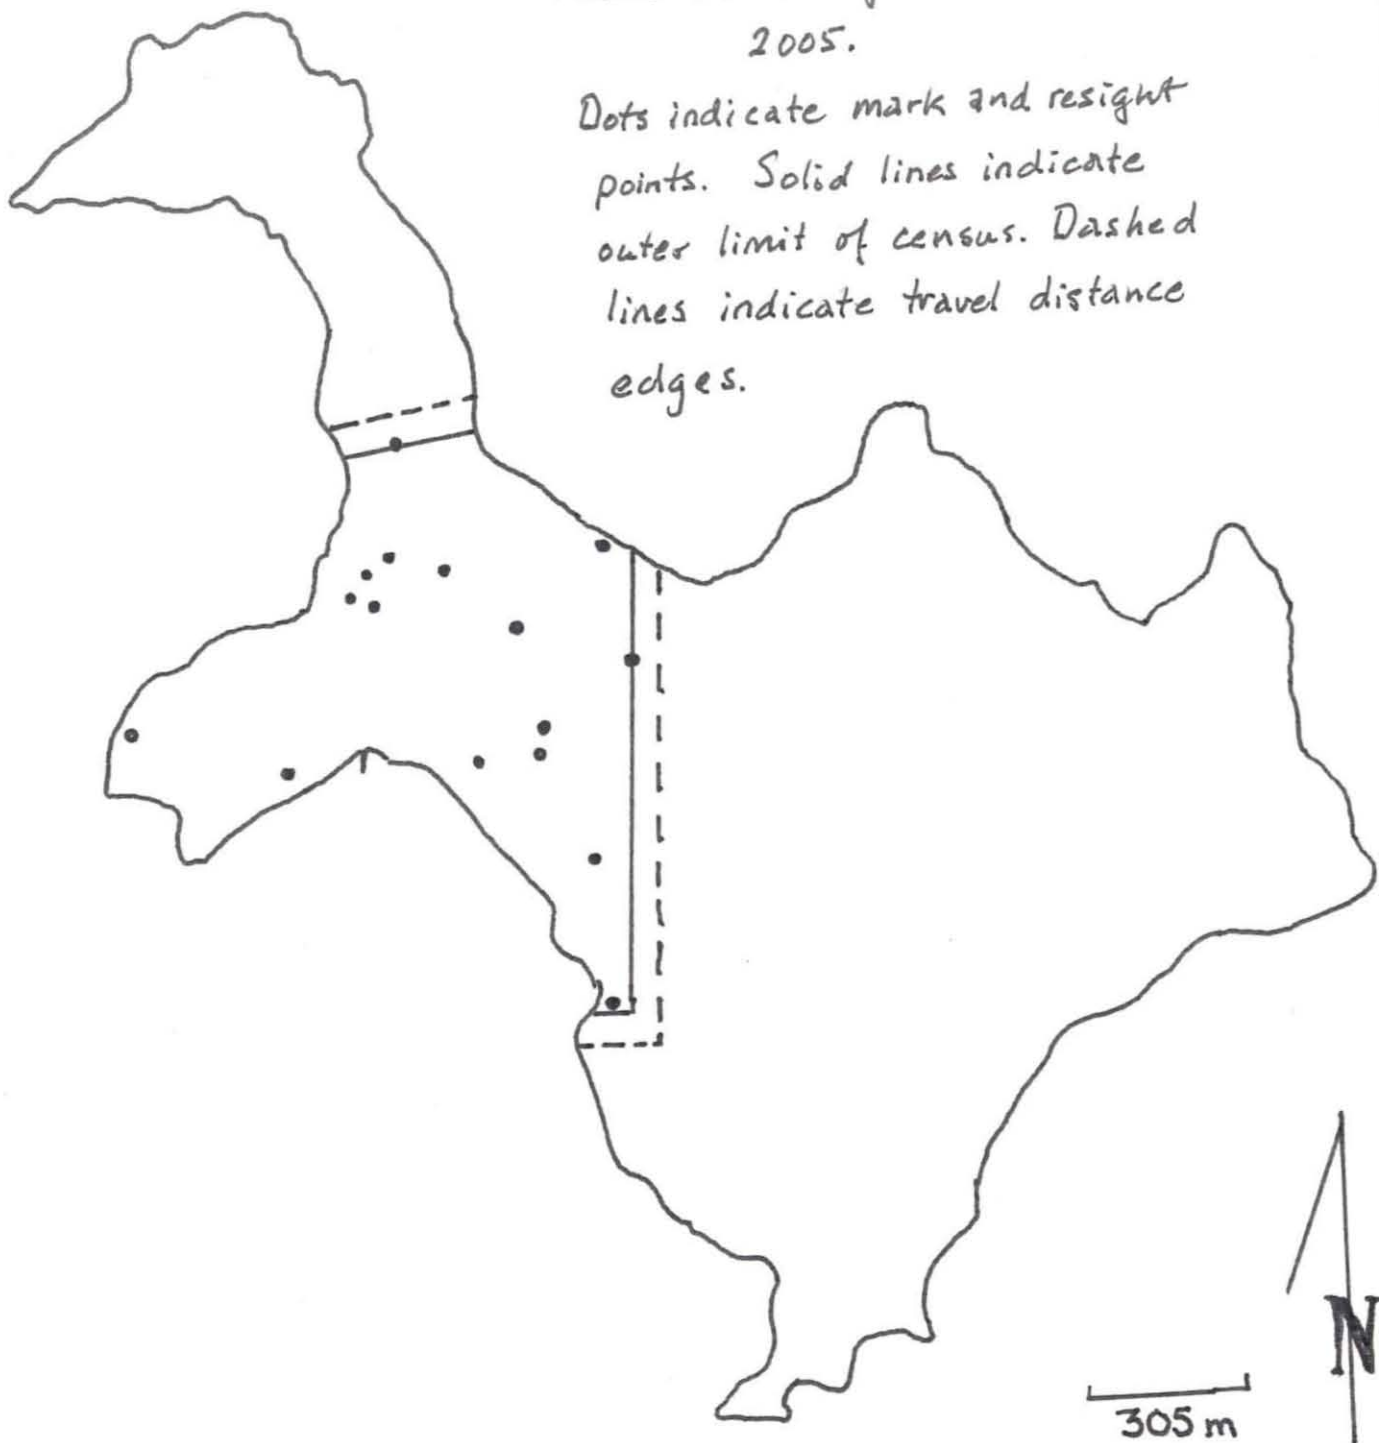 2005.
Dots indicate mark and resight
points. Solid lines indicate
outer limit of census. Dashed
lines indicate travel distance
edges.
N
305 m